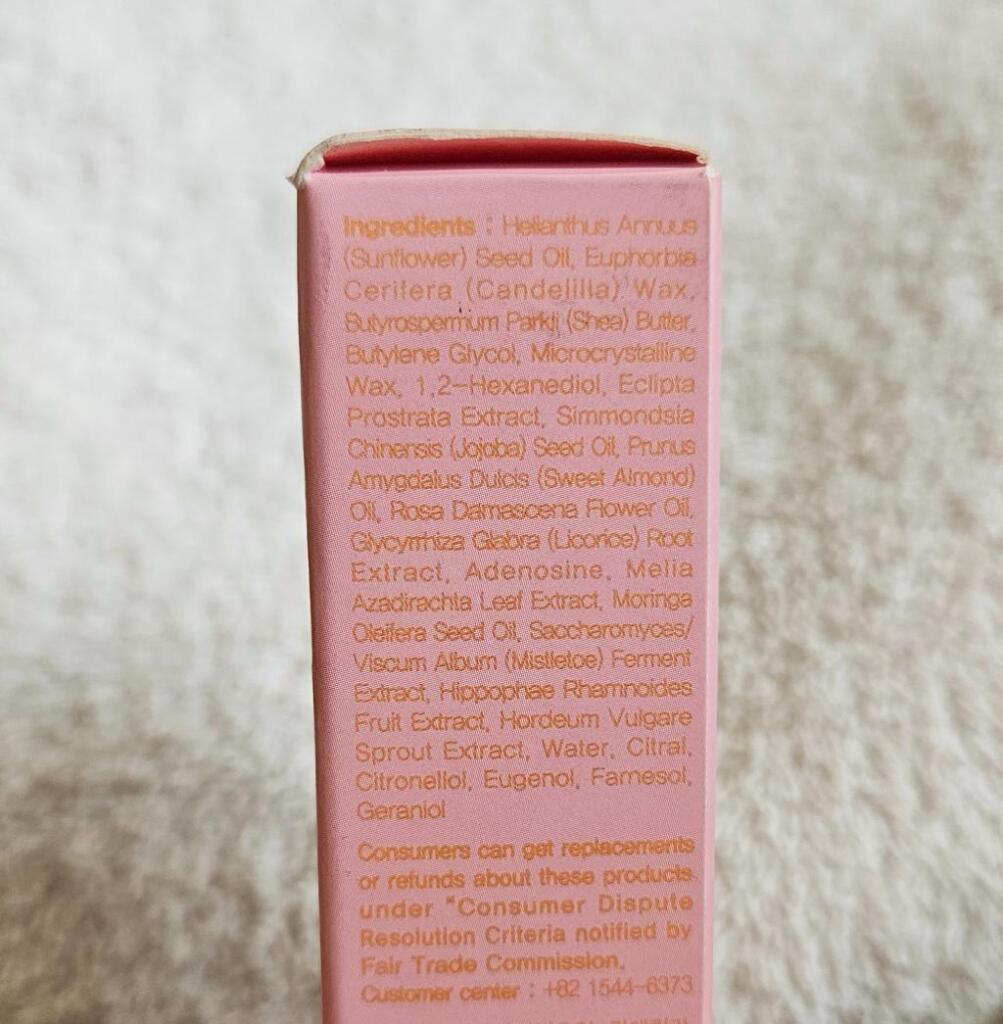 Ingredients : Helianthus Annuus
(Sunflower) Seed Oil, Euphorbia
Cerifera (Candelilla) Wax,
Butyrospermum Parkii (Shea) Butter,
Butylene Glycol, Microcrystalline
Wax, 1,2-Hexanediol, Eclipta
Prostrata Extract, Simmondsia
Chinensis (Jojoba) Seed Oil, Prunus
Amygdalus Dulcis (Sweet Almond)
Oil, Rosa Damascena Flower Oil,
Glycyrrhiza Glabra (Licorice) Root
Extract, Adenosine, Melia
Azadirachta Leaf Extract, Moringa
Oleifera Seed Oil, Saccharomyces/
Viscum Album (Mistletoe) Ferment
Extract, Hippophae Rhamnoides
Fruit Extract, Hordeum Vulgare
Sprout Extract, Water, Citral,
Citronellol, Eugenol, Farnesol,
Geraniol
Consumers can get replacements
or refunds about these products
under "Consumer Dispute
Resolution Criteria notified by
Fair Trade Commission.
Customer center : +82 1544-6373